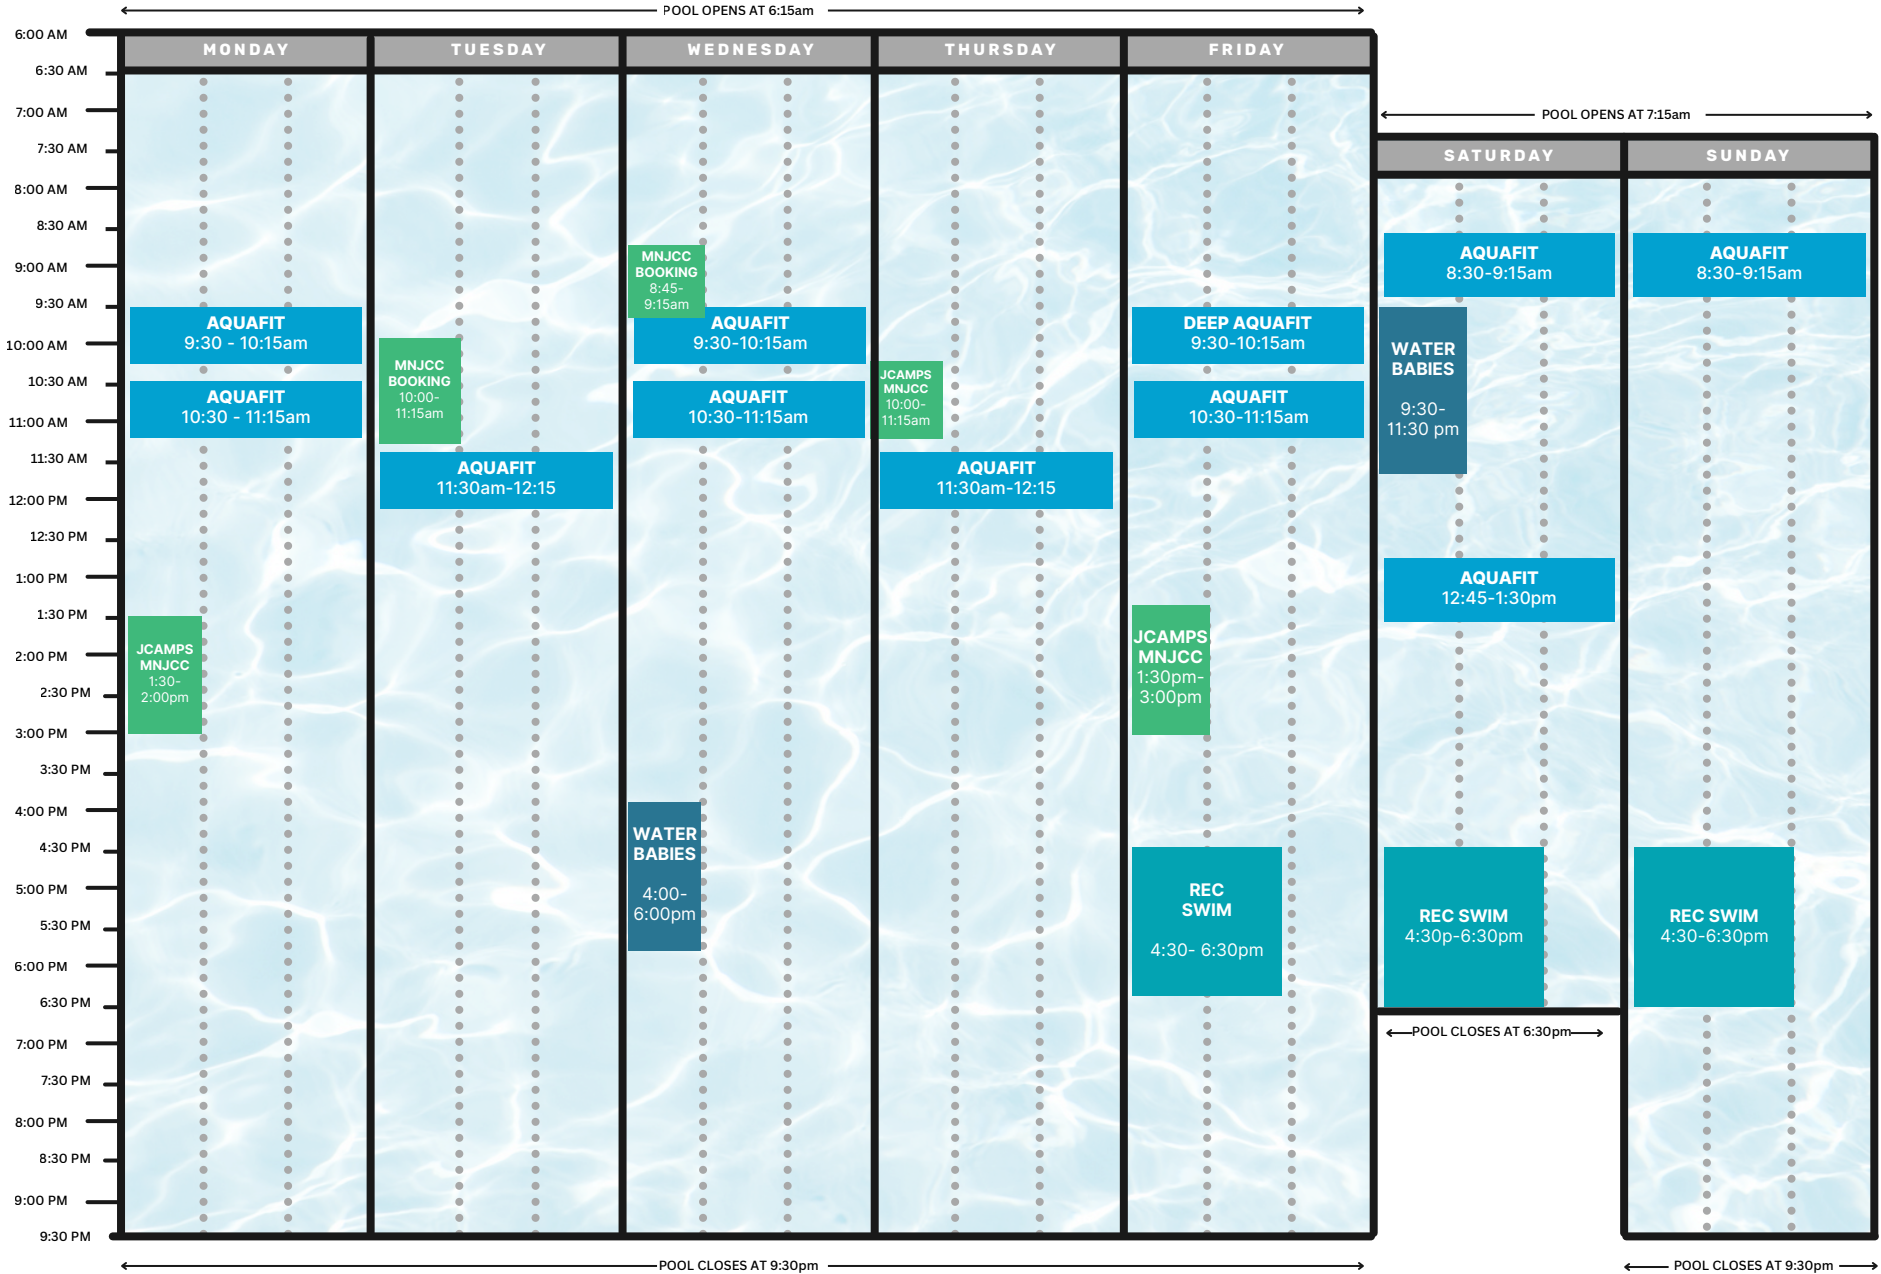 POOL OPENS AT 6:15am
6:00 AM
6:30 AM
7:00 AM
7:30 AM
8:00 AM
8:30 AM
9:00 AM
9:30 AM
10:00 AM
10:30 AM
11:00 AM
11:30 AM
12:00 PM
12:30 PM
1:00 PM
1:30 PM
2:00 PM
2:30 PM
3:00 PM
3:30 PM
4:00 PM
4:30 PM
5:00 PM
5:30 PM
6:00 PM
6:30 PM
7:00 PM
7:30 PM
8:00 PM
8:30 PM
9:00 PM
9:30 PM
MONDAY
AQUAFIT
9:30 - 10:15am
AQUAFIT
10:30 - 11:15am
JCAMPS
MNJCC
1:30-
2:00pm
TUESDAY
MNJCC
BOOKING
10:00-
11:15am
AQUAFIT
11:30am-12:15
WEDNESDAY
MNJCC
BOOKING
8:45-
9:15am
AQUAFIT
9:30-10:15am
AQUAFIT
10:30-11:15am
WATER
BABIES
4:00-
6:00pm
THURSDAY
JCAMPS
MNJCC
10:00-
11:15am
AQUAFIT
11:30am-12:15
FRIDAY
DEEP AQUAFIT
9:30-10:15am
AQUAFIT
10:30-11:15am
JCAMPS
MNJCC
1:30pm-
3:00pm
REC
SWIM
4:30- 6:30pm
POOL OPENS AT 7:15am
SATURDAY
AQUAFIT
8:30-9:15am
WATER
BABIES
9:30-
11:30 pm
AQUAFIT
12:45-1:30pm
REC SWIM
4:30p-6:30pm
POOL CLOSES AT 6:30pm
SUNDAY
AQUAFIT
8:30-9:15am
REC SWIM
4:30-6:30pm
POOL CLOSES AT 9:30pm
POOL CLOSES AT 9:30pm